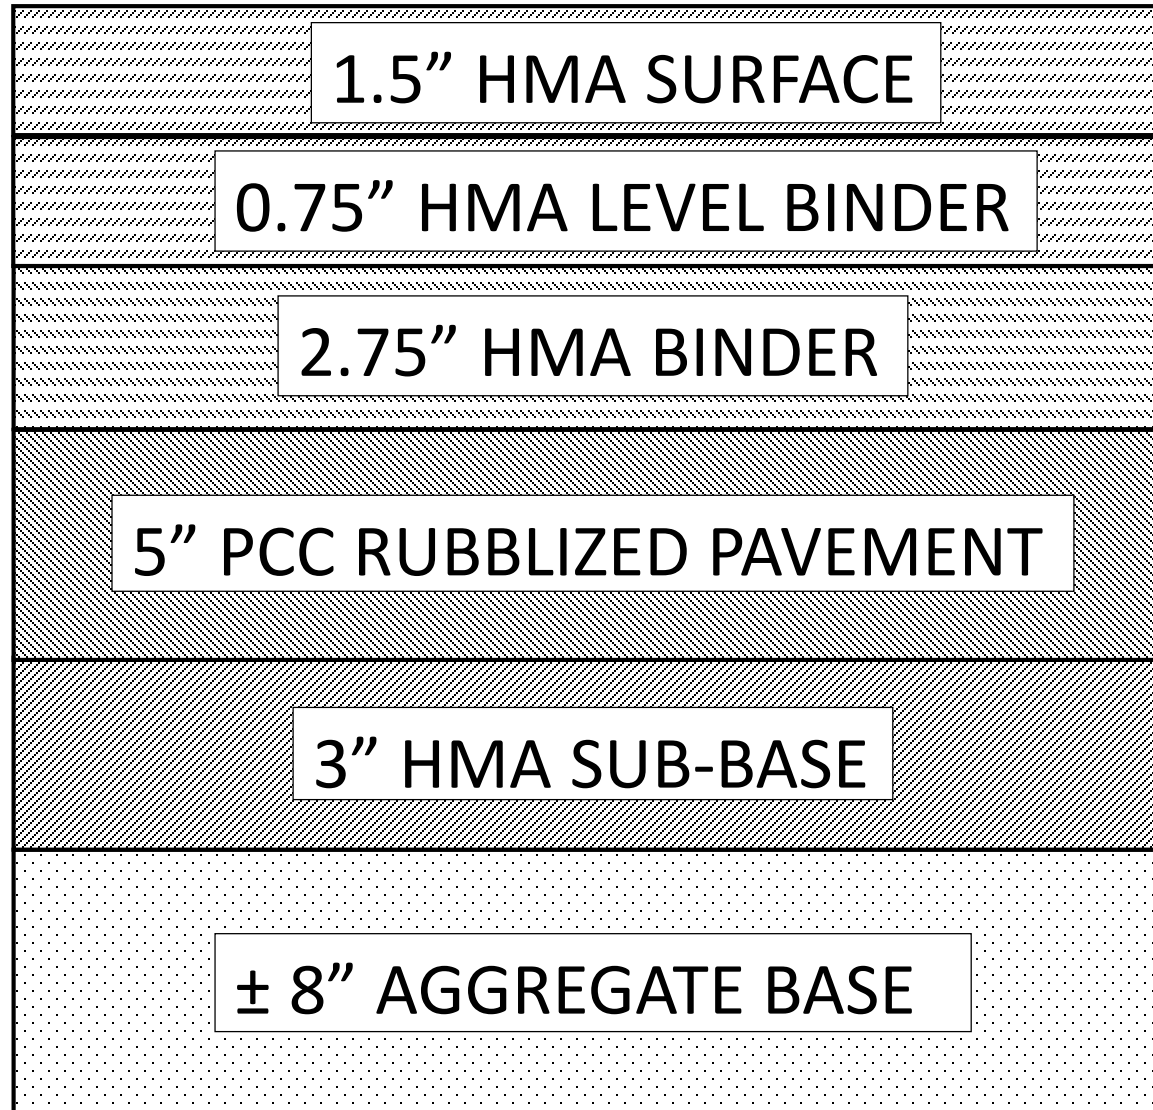 1.5” HMA SURFACE
0.75” HMA LEVEL BINDER
2.75” HMA BINDER
5” PCC RUBBLIZED PAVEMENT
3” HMA SUB-BASE
± 8” AGGREGATE BASE